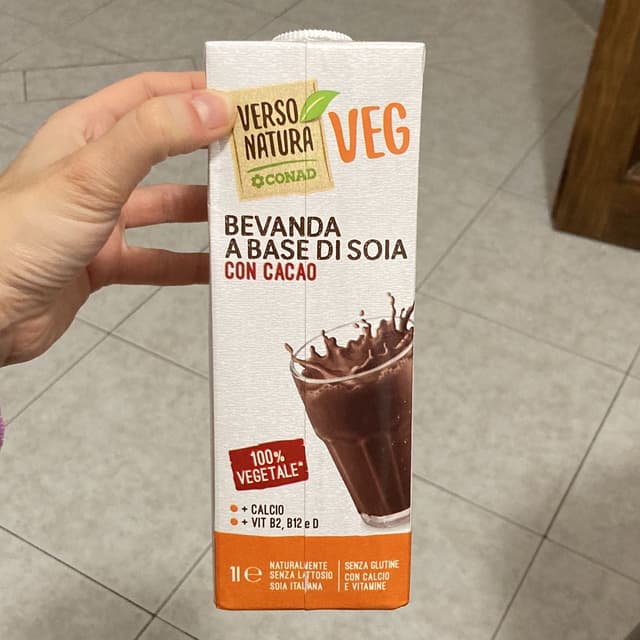 VERSO
NATURA
CONAD
VEG
BEVANDA
A BASE DI SOIA
CON CACAO
100%
VEGETALE*
+ CALCIO
+ VIT B2, B12 e D
1l e
NATURALMENTE
SENZA LATTOSIO
SOIA ITALIANA
SENZA GLUTINE
CON CALCIO
E VITAMINE